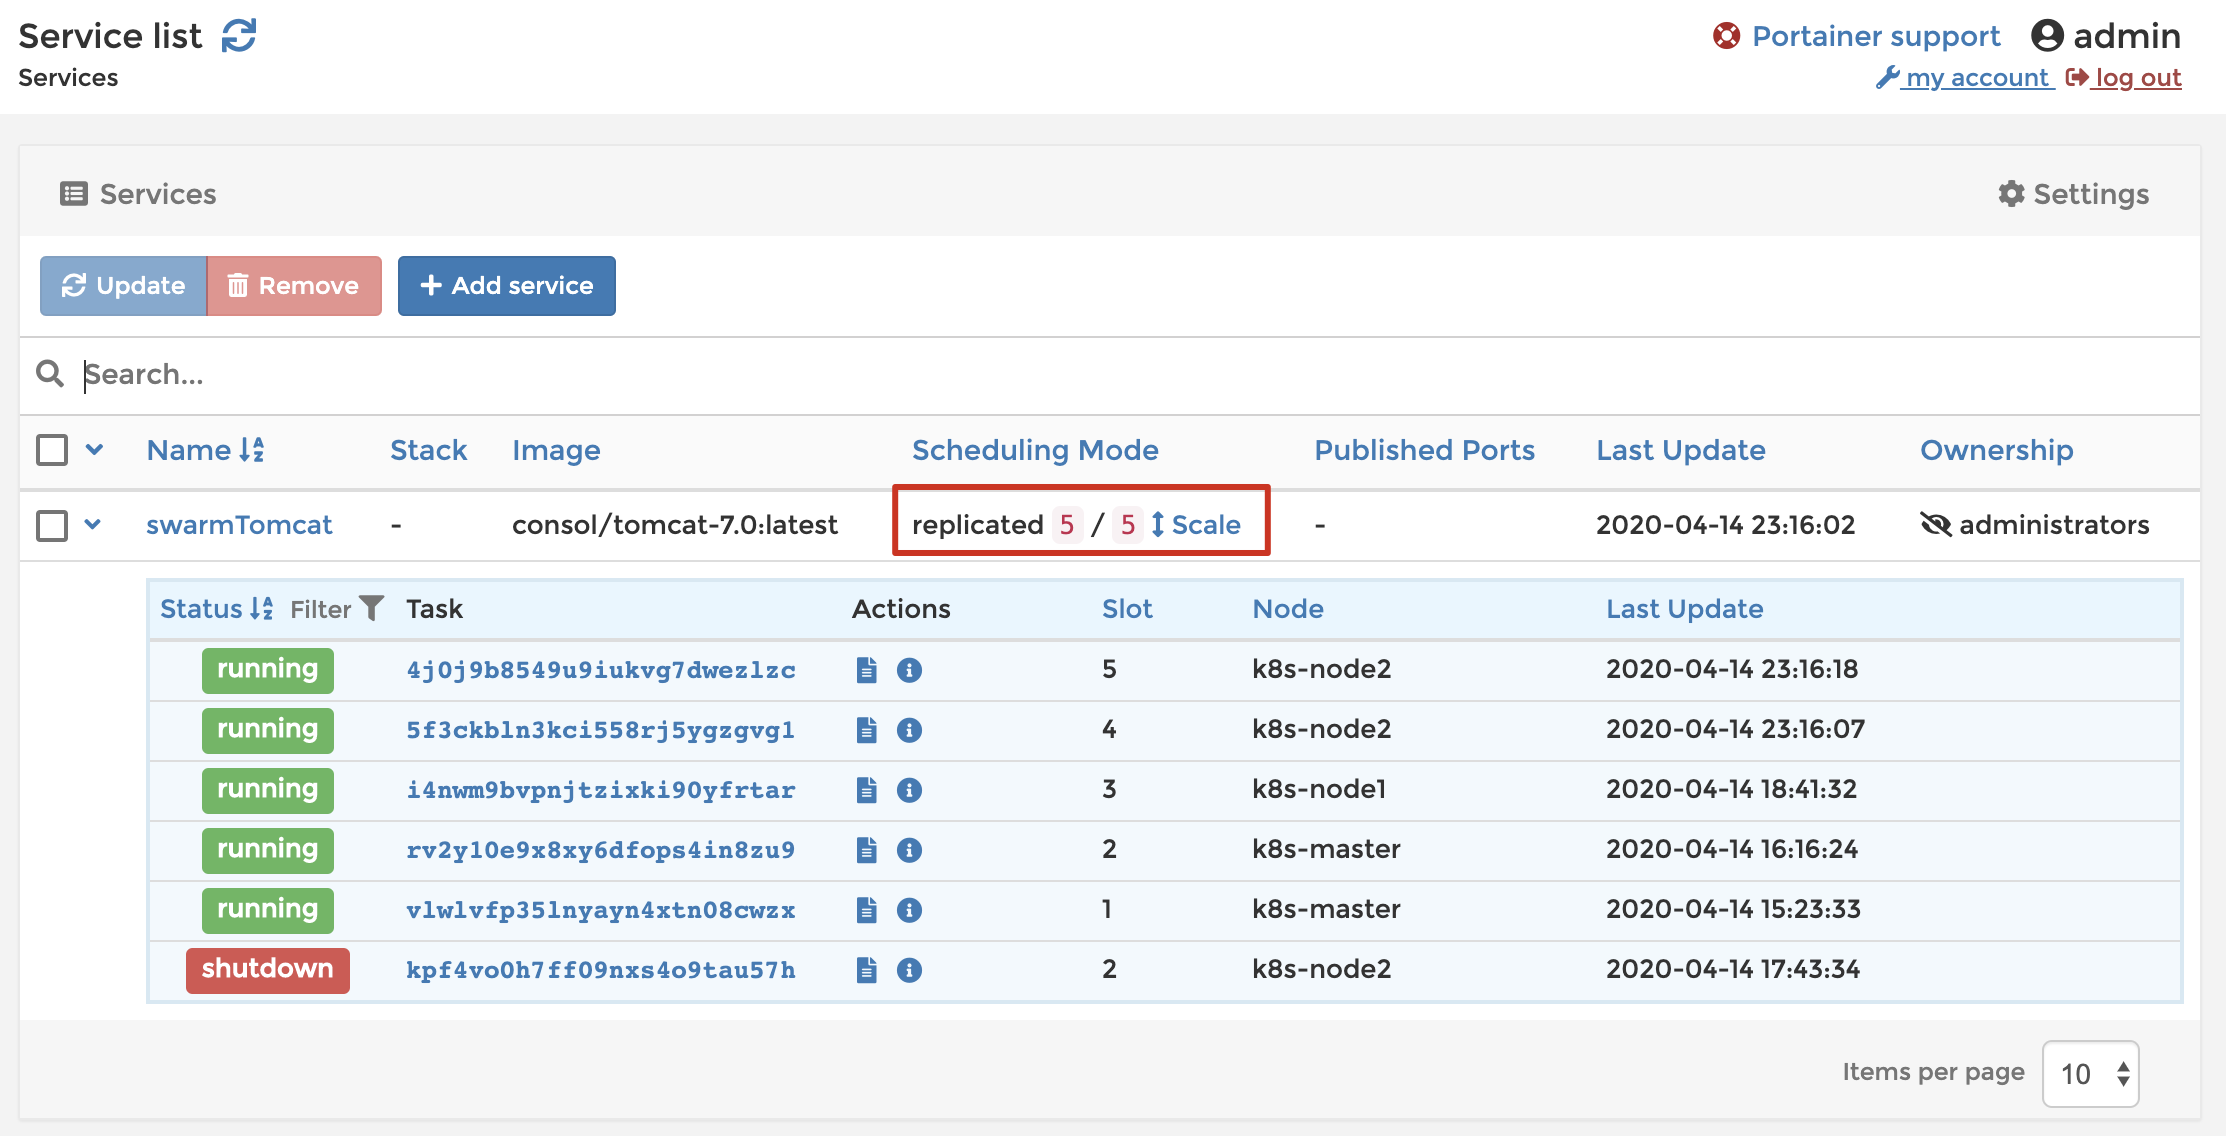 Service list
Portainer support admin
Services
my account log out
Services
Settings
Update Remove + Add service
Search...
Name Stack Image Scheduling Mode Published Ports Last Update Ownership
swarmTomcat - consol/tomcat-7.0:latest replicated 5 / 5 Scale - 2020-04-14 23:16:02 administrators
Status Filter Task Actions Slot Node Last Update
running 4j0j9b8549u9iukvg7dwezlzc 5 k8s-node2 2020-04-14 23:16:18
running 5f3ckbln3kci558rj5ygzgvg1 4 k8s-node2 2020-04-14 23:16:07
running i4nwm9bvpnjtzixki90yfrtar 3 k8s-node1 2020-04-14 18:41:32
running rv2y10e9x8xy6dfops4in8zu9 2 k8s-master 2020-04-14 16:16:24
running vlwlvfp35lnyayn4xtn08cwzx 1 k8s-master 2020-04-14 15:23:33
shutdown kpf4vo0h7ff09nxs4o9tau57h 2 k8s-node2 2020-04-14 17:43:34
Items per page 10